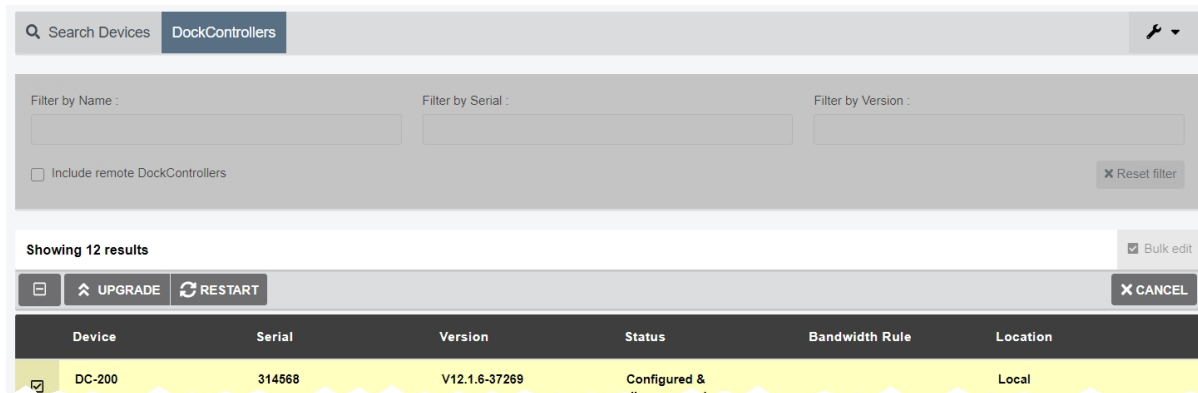 Search Devices DockControllers
Filter by Name : Filter by Serial : Filter by Version :
Include remote DockControllers Reset filter
Showing 12 results Bulk edit
UPGRADE RESTART CANCEL
Device Serial Version Status Bandwidth Rule Location
DC-200 314568 V12.1.6-37269 Configured & Local